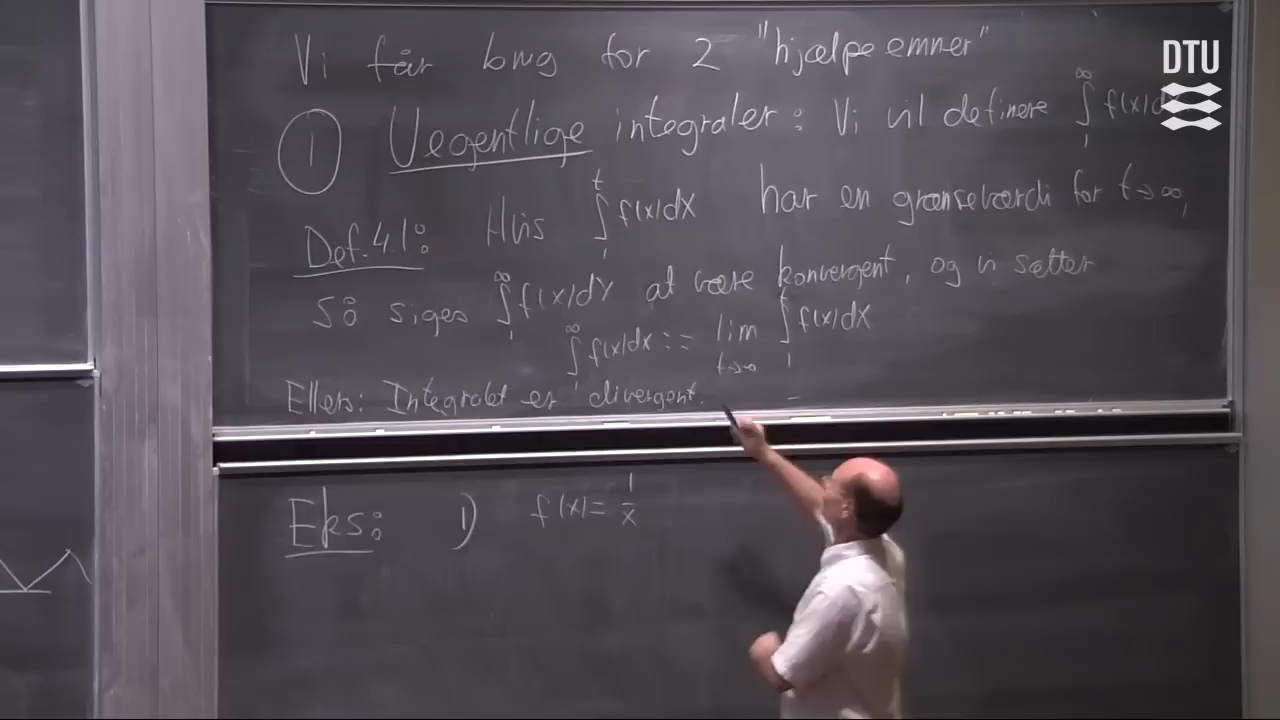 Vi får brug for 2 "hjælpeemner"
① Uegentlige integraler: Vi vil definere ∫₁^∞ f(x)d
Def. 4.1: Hvis ∫₁^t f(x)dx har en grænseværdi for t→∞,
så siges ∫₁^∞ f(x)dx at være konvergent, og vi sætter
∫₁^∞ f(x)dx := lim t→∞ ∫₁^t f(x)dx
Ellers: Integralet er divergent.
Eks: 1) f(x) = 1/x
DTU